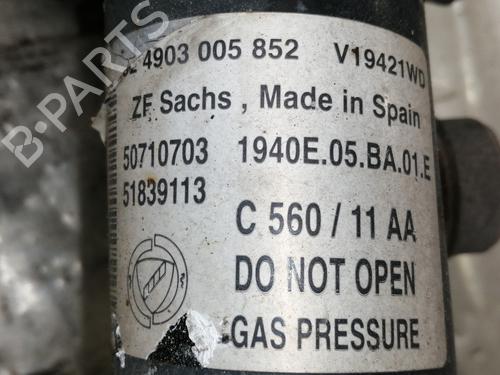 4903 005 852 V19421WD
ZF Sachs , Made in Spain
50710703 1940E.05.BA.01.E
51839113
C 560 / 11 AA
DO NOT OPEN
-GAS PRESSURE
B-PARTS